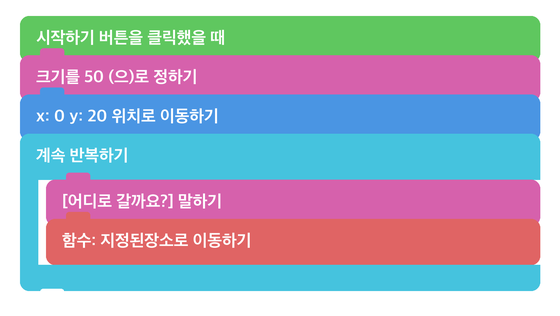 시작하기 버튼을 클릭했을 때
크기를 50 (으)로 정하기
x: 0 y: 20 위치로 이동하기
계속 반복하기
[어디로 갈까요?] 말하기
함수: 지정된장소로 이동하기